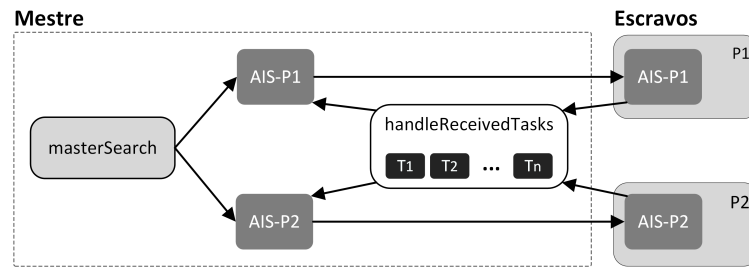 Mestre
Escravos
P1
AIS-P1
AIS-P1
handleReceivedTasks
masterSearch
T1 T2 ... Tn
P2
AIS-P2
AIS-P2